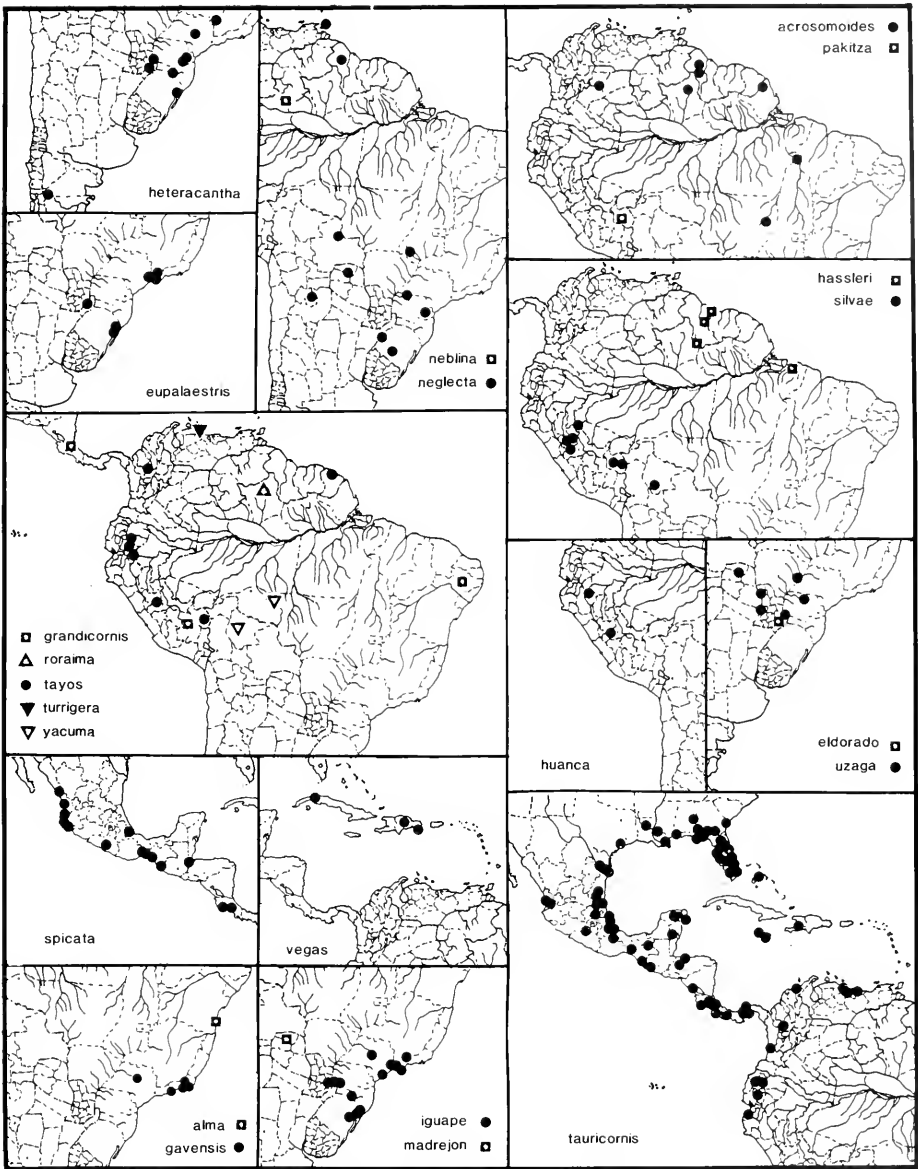 heteracantha
neblina
neglecta
acrosomoides
pakitza
eupalaestris
hassleri
silvae
grandicornis
roraima
tayos
turrigera
yacuma
huanca
eldorado
uzaga
spicata
vegas
tauricornis
alma
gavensis
iguape
madrejon